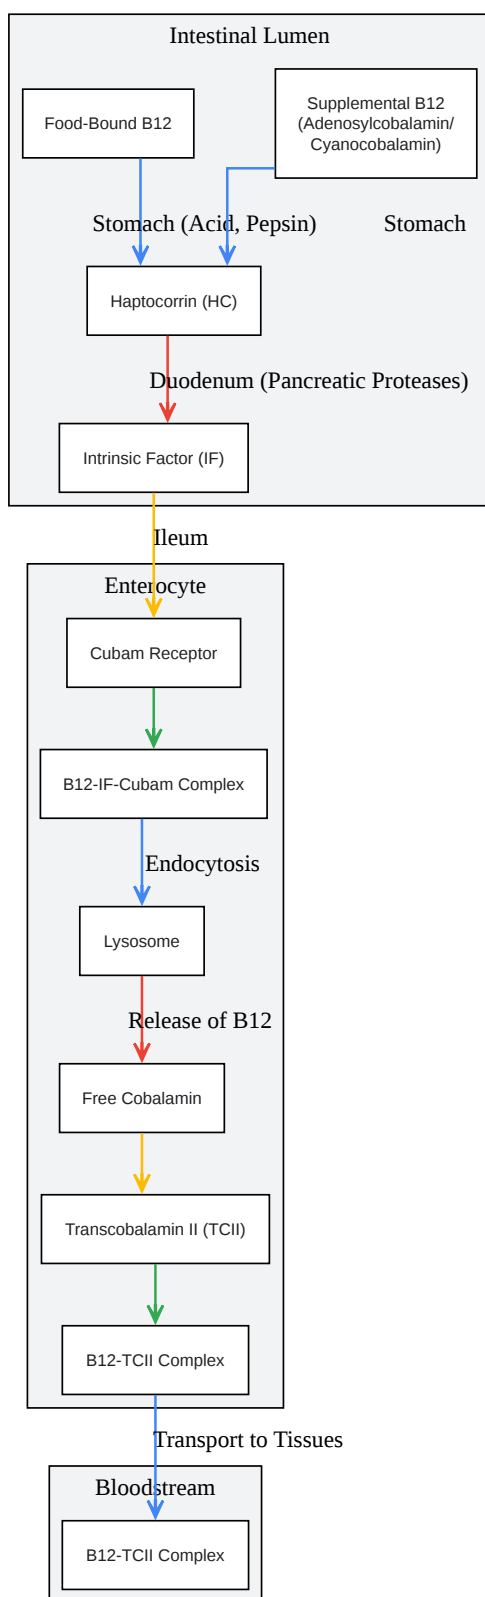 Intestinal Lumen
Food-Bound B12
Supplemental B12
(Adenosylcobalamin/
Cyanocobalamin)
Stomach (Acid, Pepsin)
Stomach
Haptocorrin (HC)
Duodenum (Pancreatic Proteases)
Intrinsic Factor (IF)
Ileum
Enterocyte
Cubam Receptor
B12-IF-Cubam Complex
Endocytosis
Lysosome
Release of B12
Free Cobalamin
Transcobalamin II (TCII)
B12-TCII Complex
Transport to Tissues
Bloodstream
B12-TCII Complex